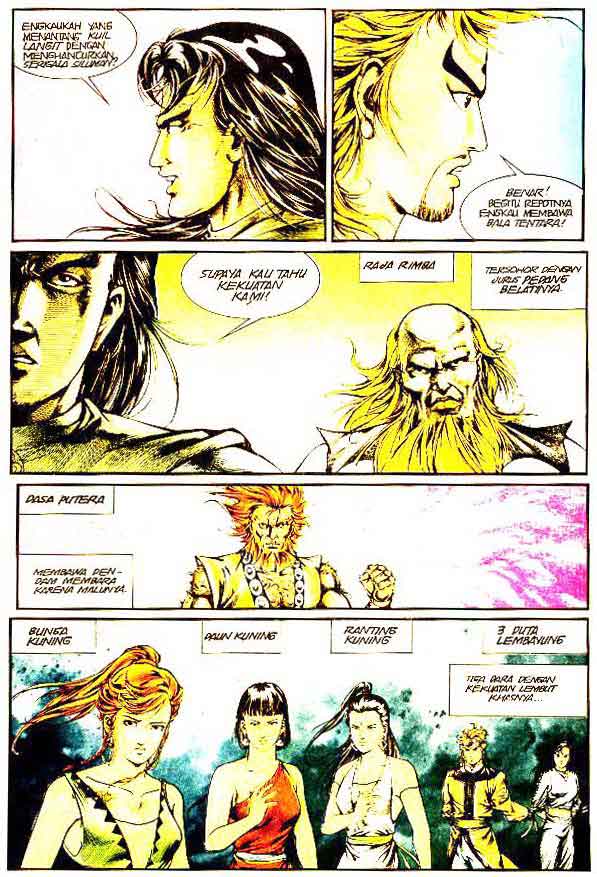 ENGKAUKAH YANG
MENANTANG KUIL
LANGIT DENGAN
MENGHANCURKAN
SERIGALA SILUMAN?
BENAR!
BEGITU REPOTNYA
ENGKAU MEMBAWA
BALA TENTARA!
SUPAYA KAU TAHU
KEKUATAN
KAMI!
RAJA RIMBA
TERSOHOR DENGAN
JURUS PEDANG
BELATINYA.
DASA PUTERA
MEMBAWA DEN-
DAM MEMBARA
KARENA MALUNYA.
BUNGA
KUNING
DAUN KUNING
RANTING
KUNING
3 DUTA
LEMBAYUNG
TIGA DARA DENGAN
KEKUATAN LEMBUT
KHASNYA...